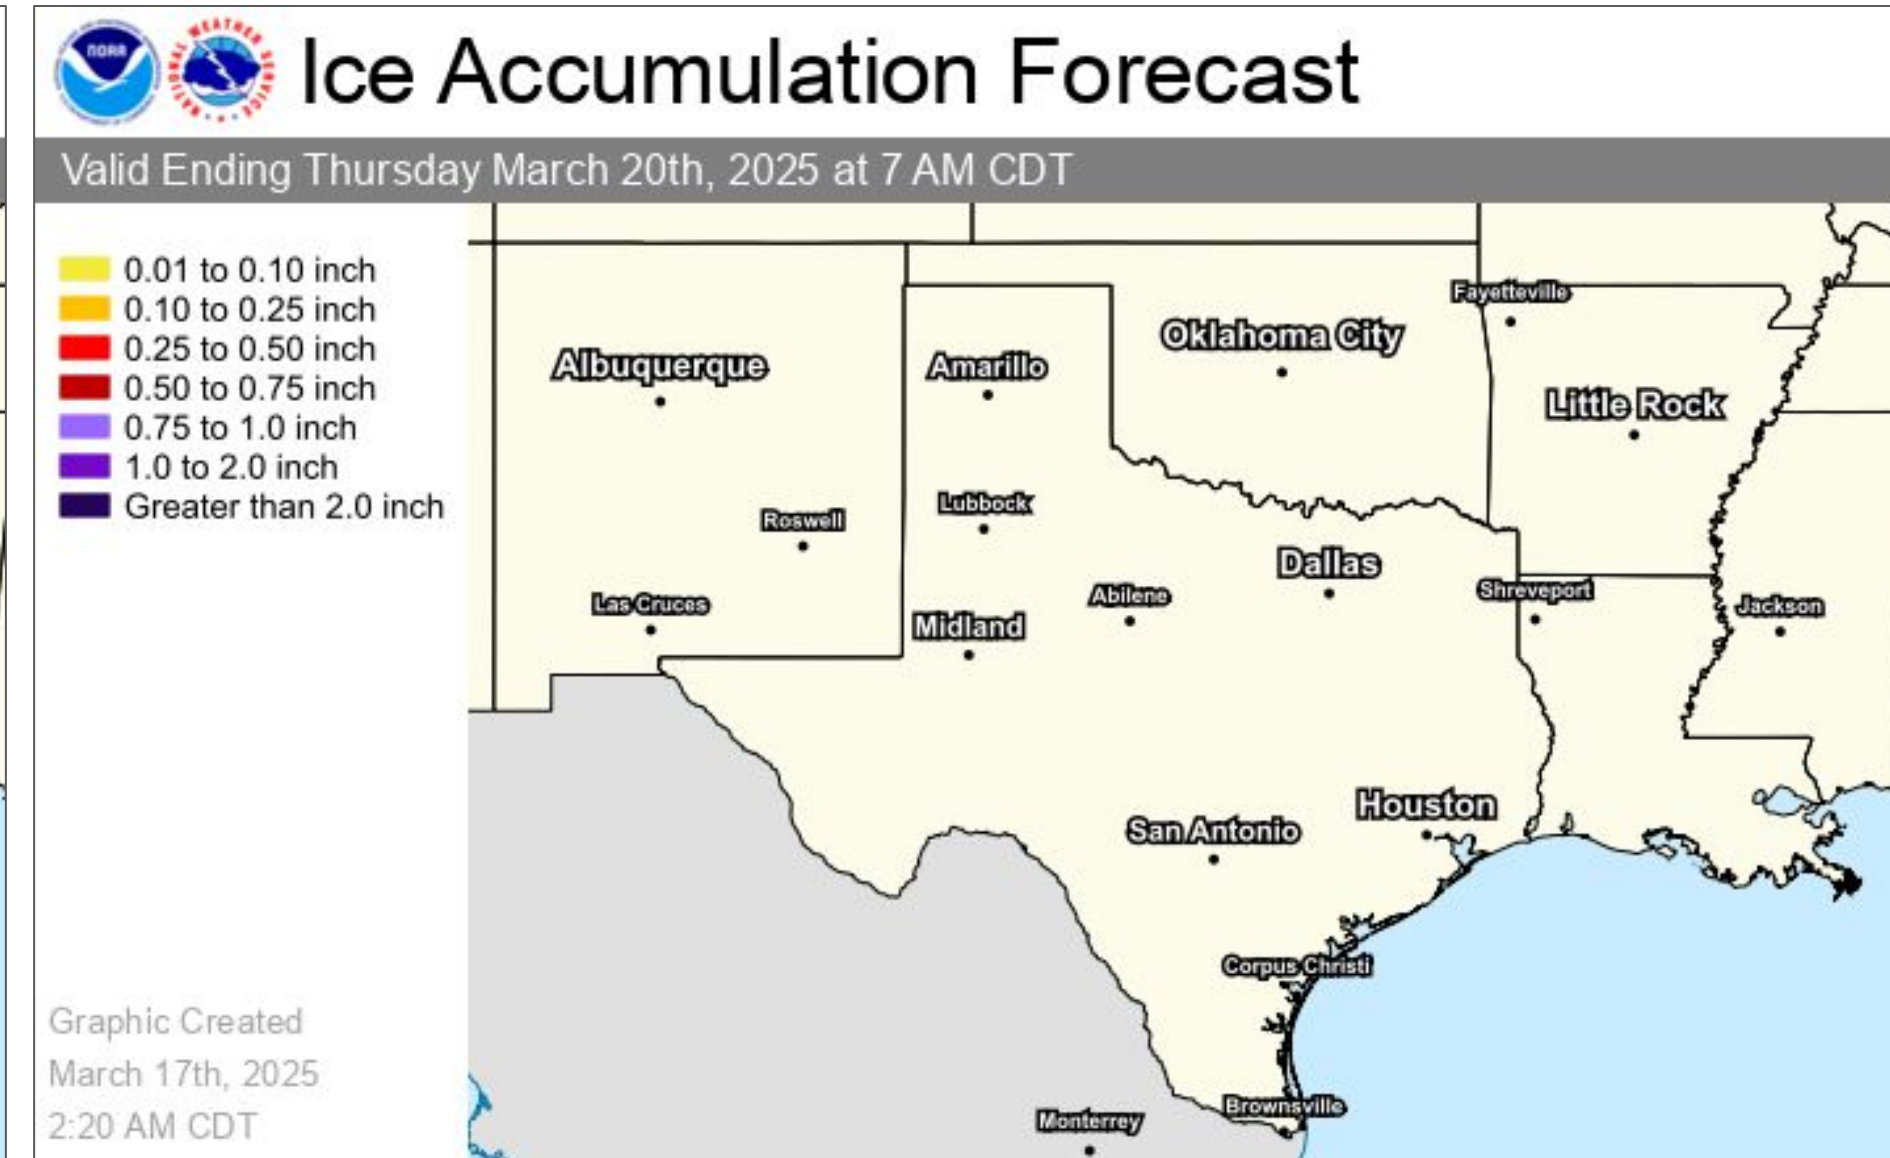 NOAA
NATIONAL WEATHER SERVICE
Ice Accumulation Forecast
Valid Ending Thursday March 20th, 2025 at 7 AM CDT
0.01 to 0.10 inch
0.10 to 0.25 inch
0.25 to 0.50 inch
0.50 to 0.75 inch
0.75 to 1.0 inch
1.0 to 2.0 inch
Greater than 2.0 inch
Fayetteville
Oklahoma City
Albuquerque
Amarillo
Little Rock
Lubbock
Roswell
Dallas
Shreveport
Abilene
Las Cruces
Jackson
Midland
Houston
San Antonio
Corpus Christi
Brownsville
Monterrey
Graphic Created
March 17th, 2025
2:20 AM CDT